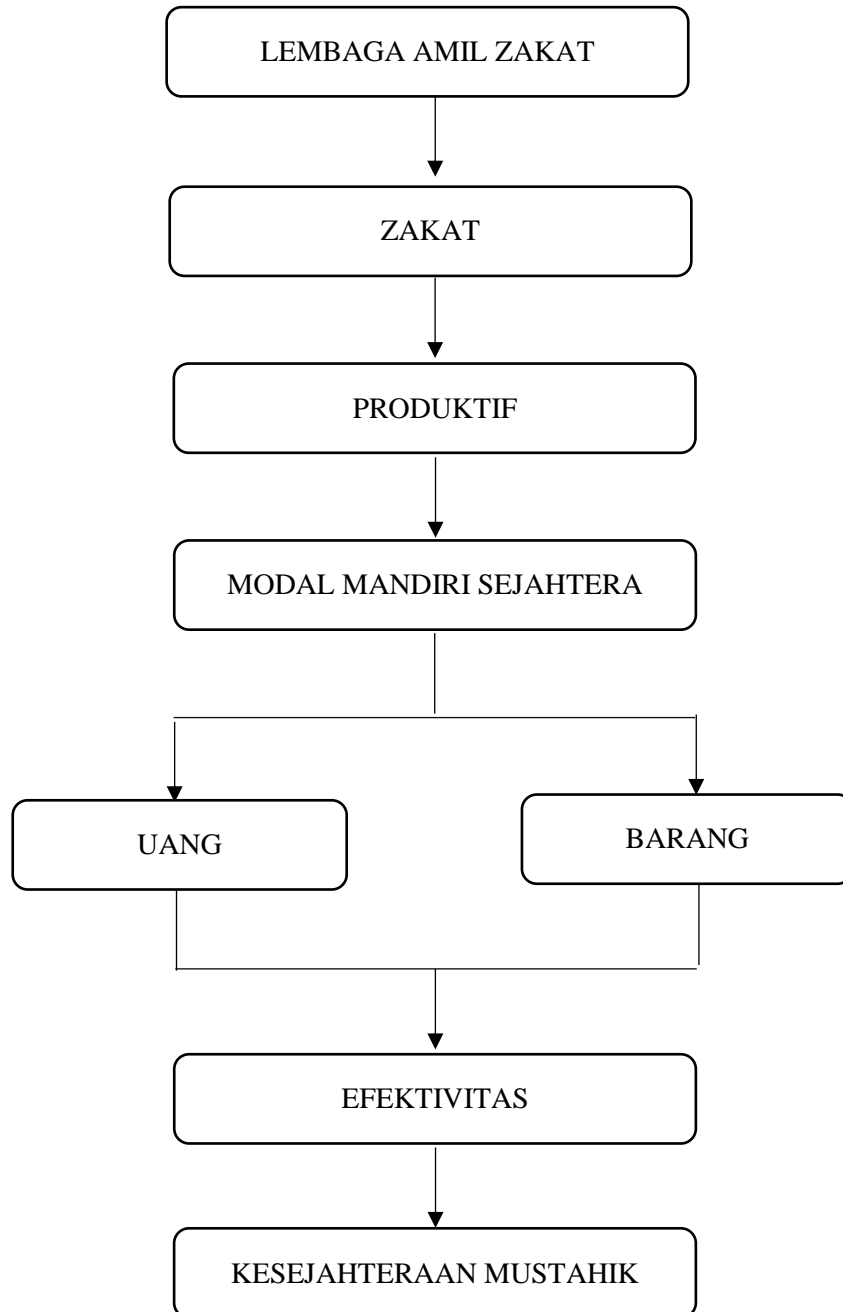 LEMBAGA AMIL ZAKAT
ZAKAT
PRODUKTIF
MODAL MANDIRI SEJAHTERA
UANG
BARANG
EFEKTIVITAS
KESEJAHTERAAN MUSTAHIK